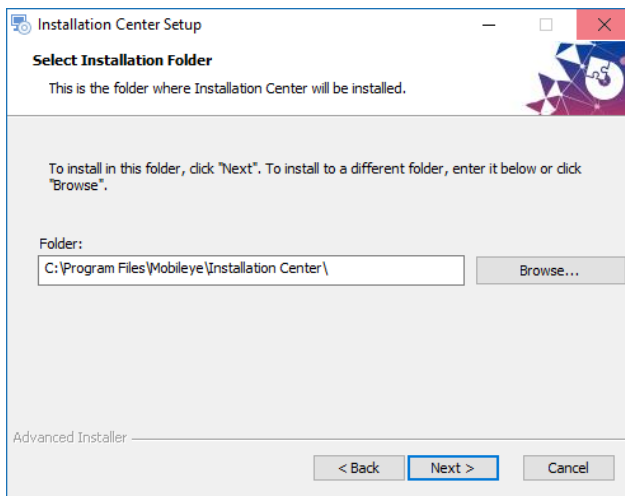 Installation Center Setup
Select Installation Folder
This is the folder where Installation Center will be installed.
To install in this folder, click "Next". To install to a different folder, enter it below or click
"Browse".
Folder:
C:\Program Files\Mobileye\Installation Center\
Browse...
Advanced Installer
< Back
Next >
Cancel